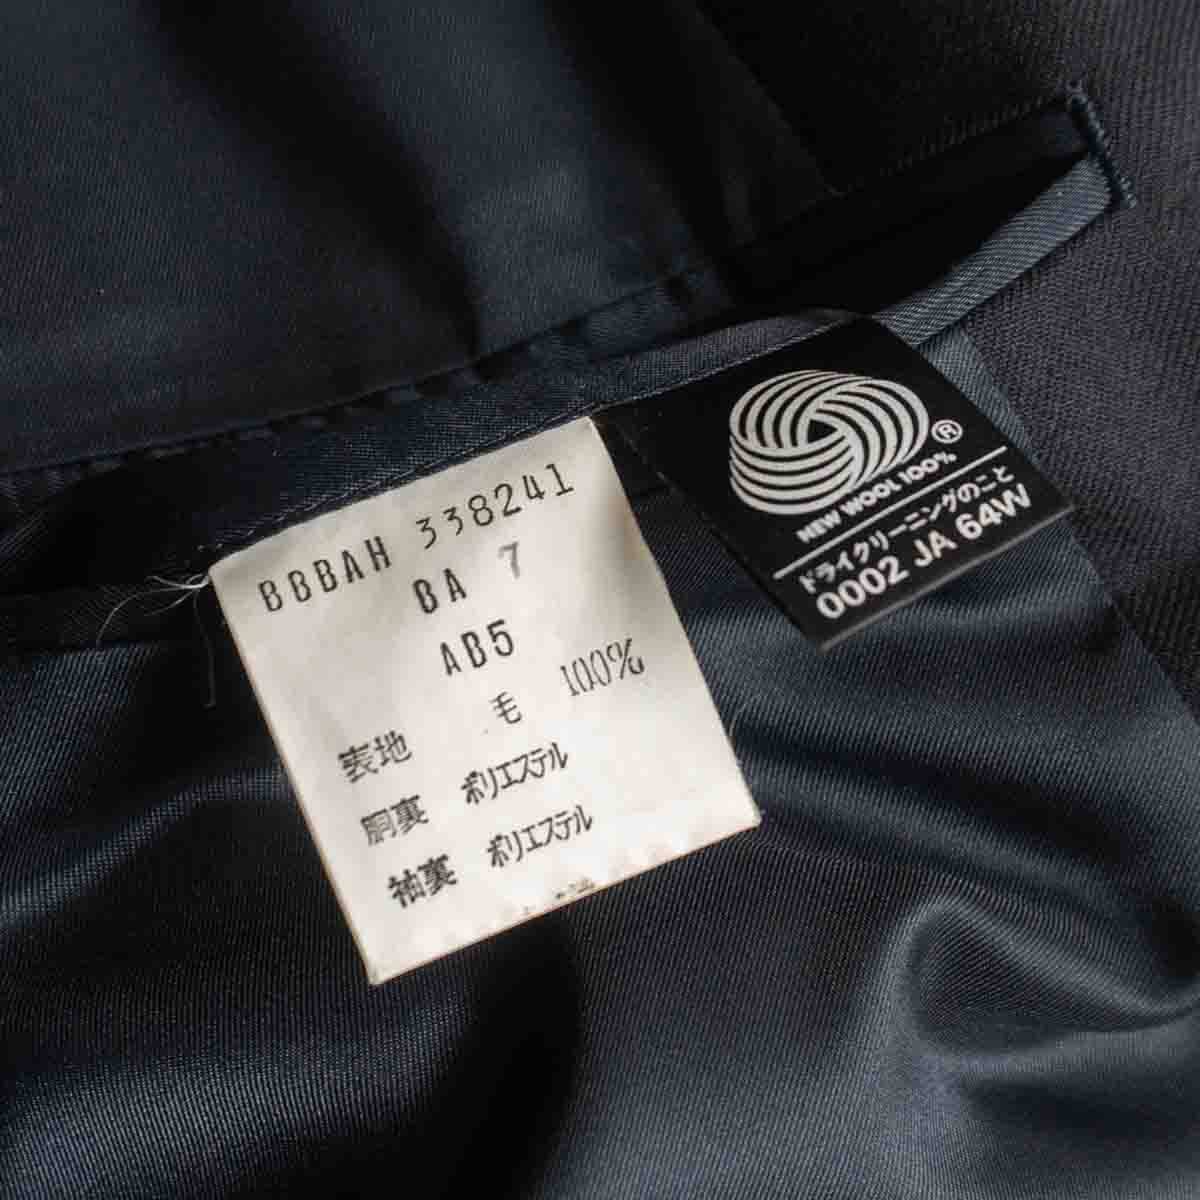 BBBAH 338241
BA 7
AB5
表地 毛 100%
胴裏 ポリエステル
袖裏 ポリエステル
®
NEW WOOL 100%
ドライクリーニングのこと
0002 JA 64W